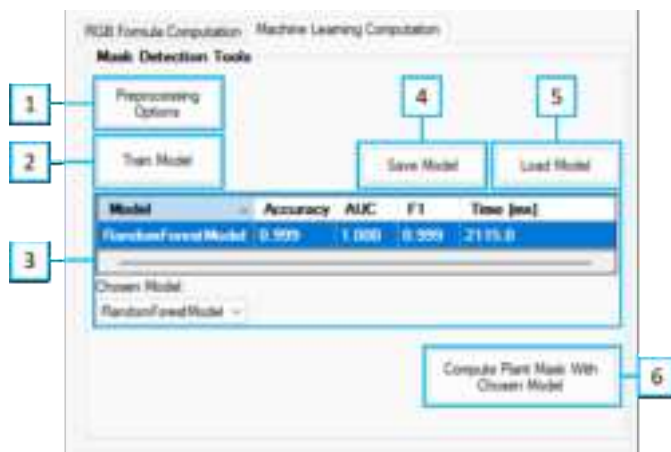 RGB Formula Computation Machine Learning Computation
Mask Detection Tools
1
Preprocessing
Options
4
5
2
Train Model
Save Model
Load Model
Model Accuracy AUC F1 Time [ms]
RandomForestModel 0.999 1.000 0.999 2115.0
3
Chosen Model:
RandomForestModel
Compute Plant Mask With
Chosen Model
6